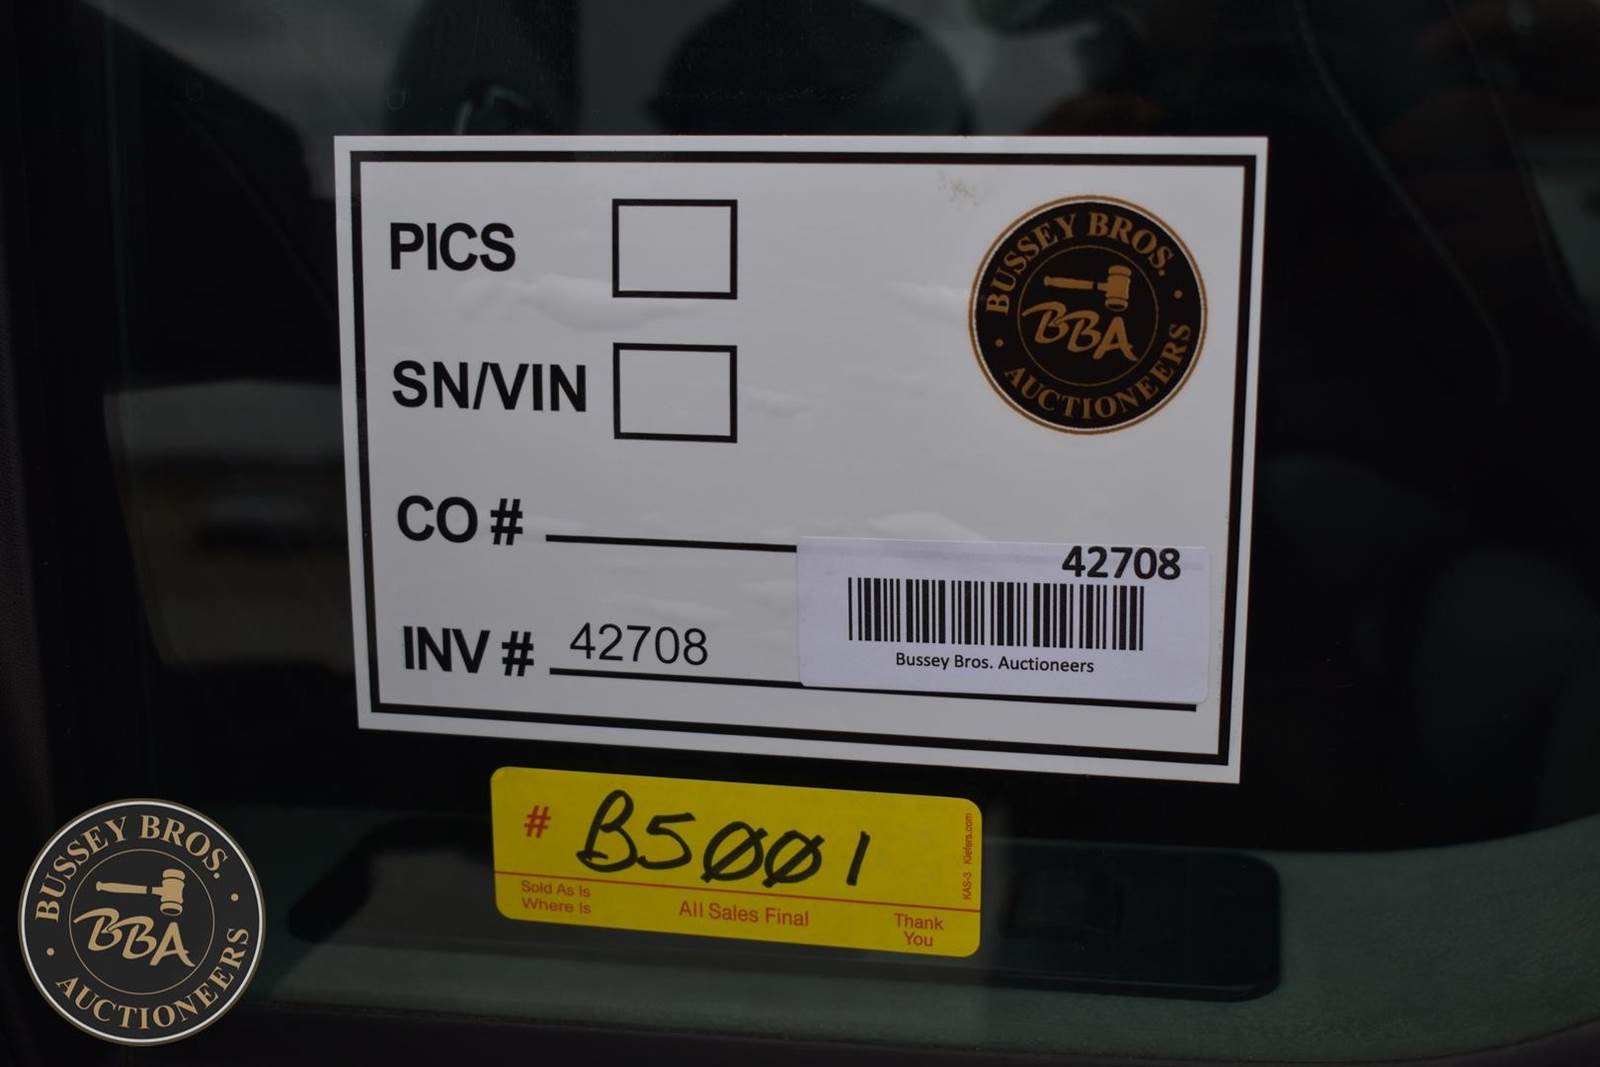 PICS
SN/VIN
CO #
INV # 42708
BUSSEY BROS.
BBA
AUCTIONEERS
42708
Bussey Bros. Auctioneers
# B5001
Sold As Is
Where Is
All Sales Final
Thank
You
KAS-3 Kiefers.com
BUSSEY BROS.
BBA
AUCTIONEERS